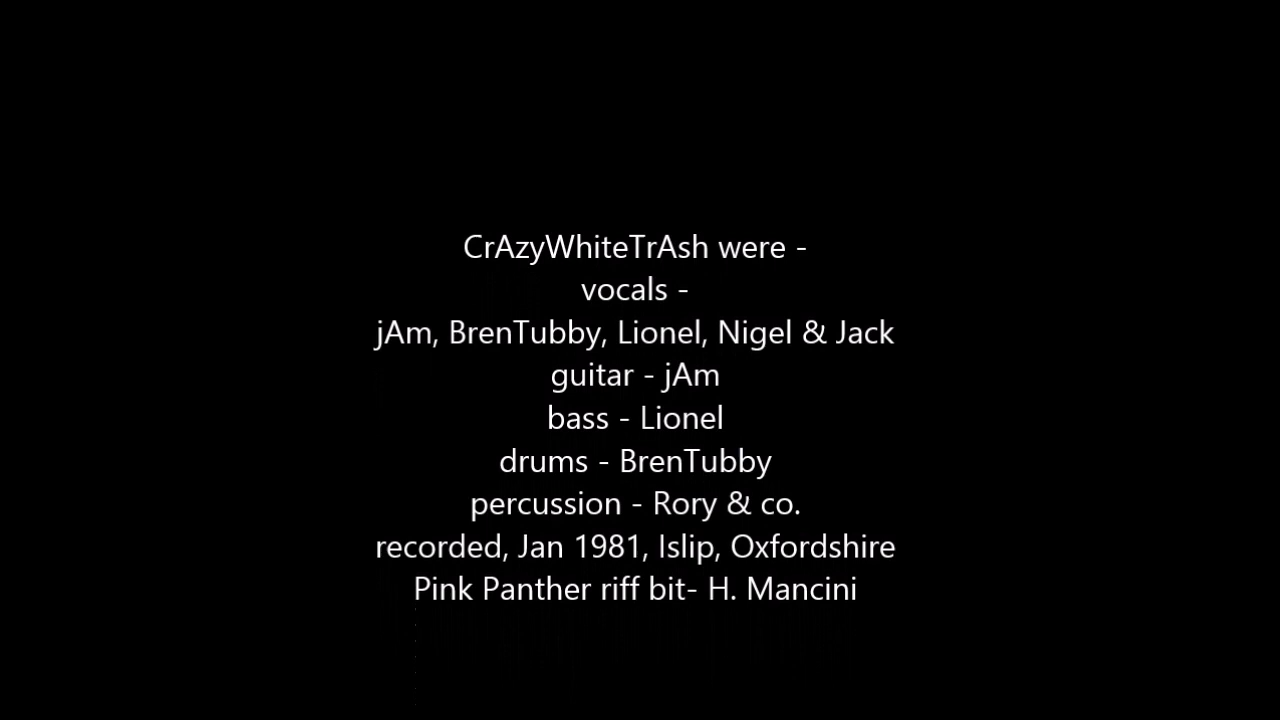 CrAzyWhiteTrAsh were -
vocals -
jAm, BrenTubby, Lionel, Nigel & Jack
guitar - jAm
bass - Lionel
drums - BrenTubby
percussion - Rory & co.
recorded, Jan 1981, Islip, Oxfordshire
Pink Panther riff bit- H. Mancini